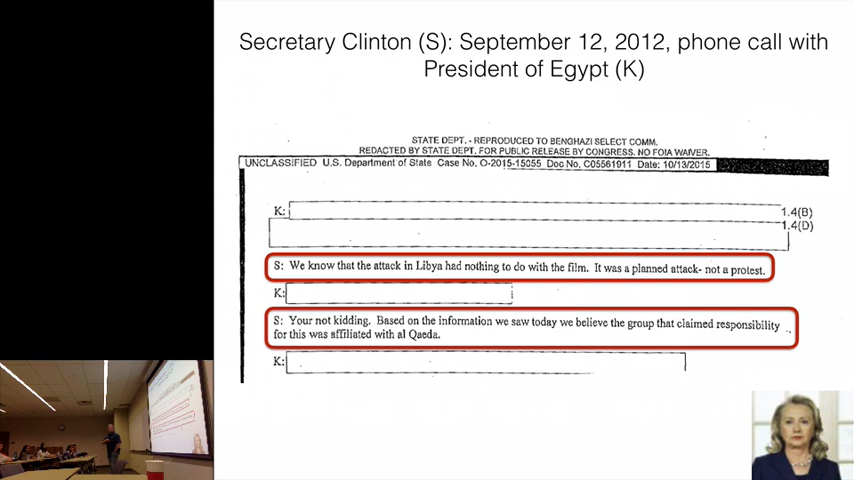 Secretary Clinton (S): September 12, 2012, phone call with
President of Egypt (K)
STATE DEPT. - REPRODUCED TO BENGHAZI SELECT COMM.
REDACTED BY STATE DEPT. FOR PUBLIC RELEASE BY CONGRESS. NO FOIA WAIVER.
UNCLASSIFIED U.S. Department of State Case No. O-2015-15055 Doc No. C05561911 Date: 10/13/2015
K: 1.4(B)
1.4(D)
S: We know that the attack in Libya had nothing to do with the film. It was a planned attack- not a protest.
K:
S: Your not kidding. Based on the information we saw today we believe the group that claimed responsibility
for this was affiliated with al Qaeda.
K: